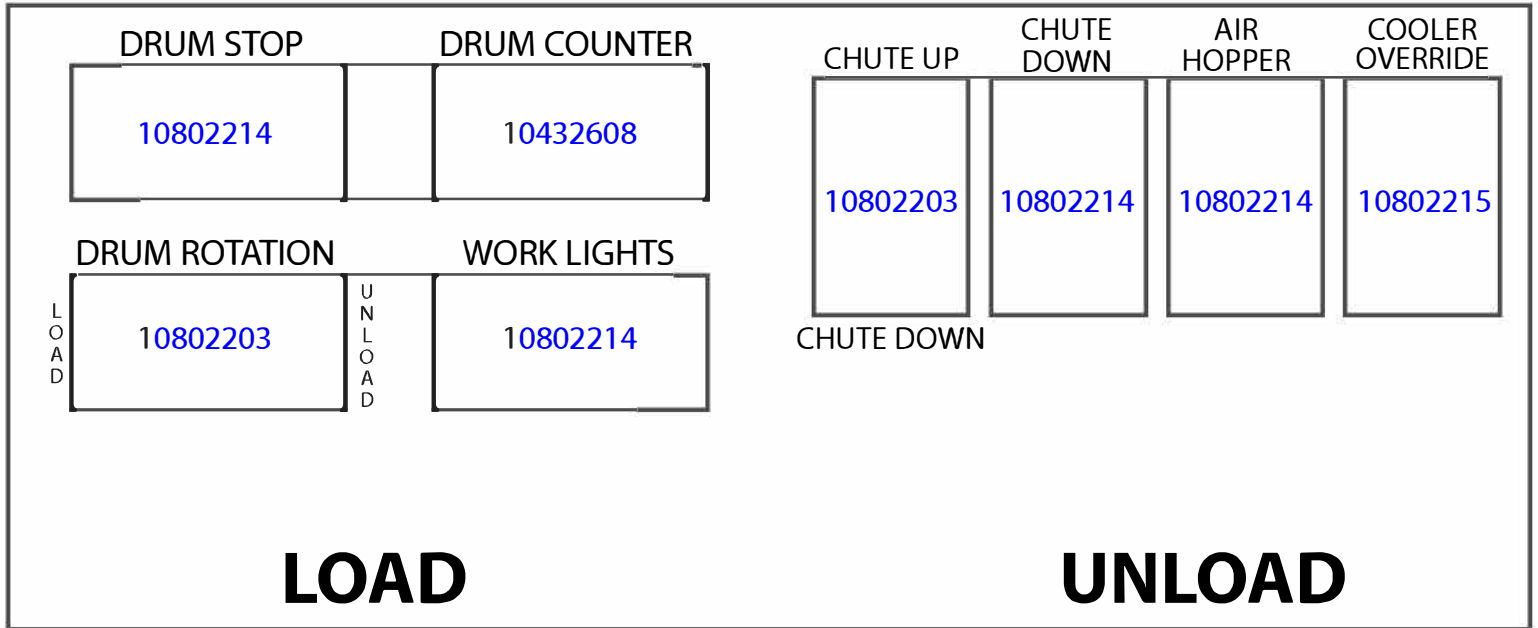 DRUM STOP
10802214
DRUM COUNTER
10432608
DRUM ROTATION
LOAD
10802203
UNLOAD
WORK LIGHTS
10802214
LOAD
CHUTE UP
10802203
CHUTE DOWN
CHUTE
DOWN
10802214
AIR
HOPPER
10802214
COOLER
OVERRIDE
10802215
UNLOAD